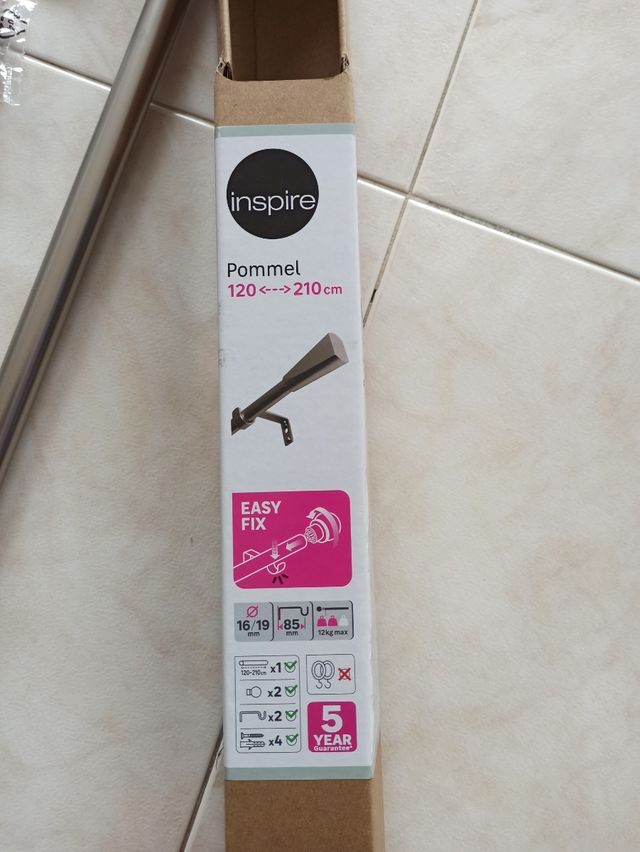 inspire
Pommel
120 <---> 210 cm
EASY
FIX
16/19
mm
85
mm
12kg max
120-210cm
x1
x2
x2
x4
5
YEAR
Guarantee*